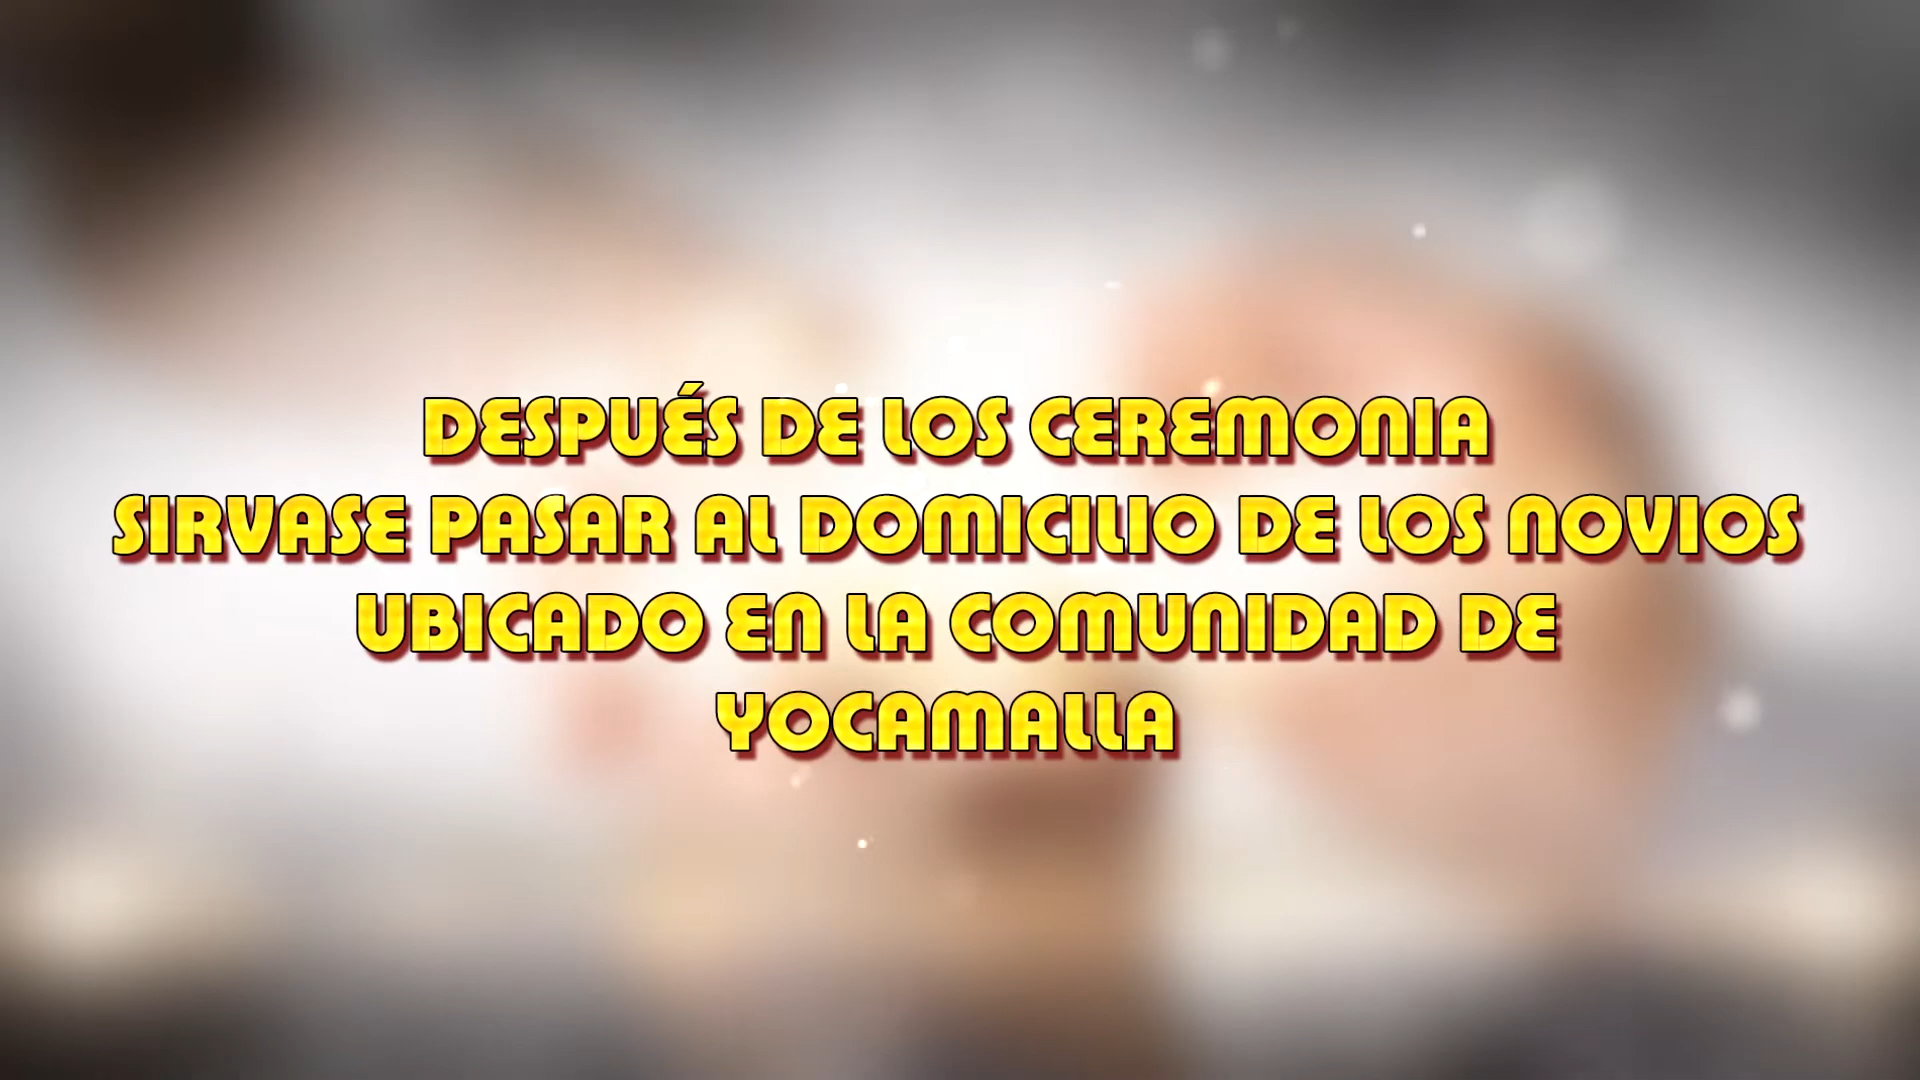 DESPUÉS DE LOS CEREMONIA
SIRVASE PASAR AL DOMICILIO DE LOS NOVIOS
UBICADO EN LA COMUNIDAD DE
YOCAMALLA